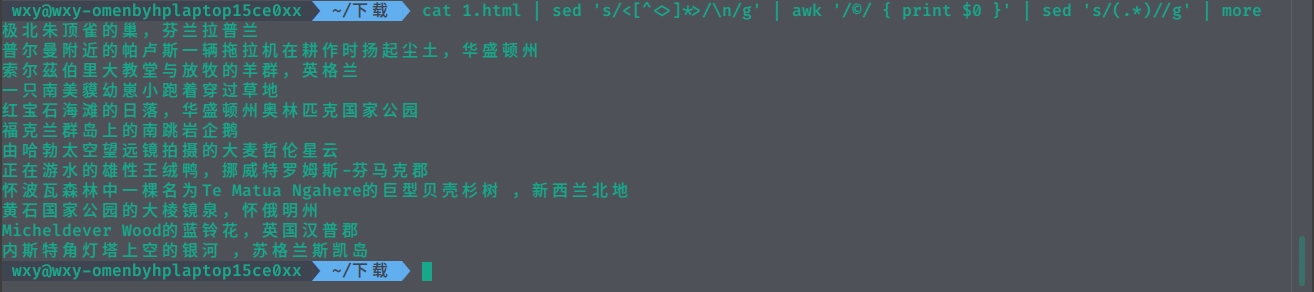 wxy@wxy-omenbyhplaptop15ce0xx ~/下载 cat 1.html | sed 's/<[^<>]*>/\n/g' | awk '/©/ { print $0 }' | sed 's/(.*)//g' | more
极北朱顶雀的巢，芬兰拉普兰
普尔曼附近的帕卢斯一辆拖拉机在耕作时扬起尘土，华盛顿州
索尔兹伯里大教堂与放牧的羊群，英格兰
一只南美貘幼崽小跑着穿过草地
红宝石海滩的日落，华盛顿州奥林匹克国家公园
福克兰群岛上的南跳岩企鹅
由哈勃太空望远镜拍摄的大麦哲伦星云
正在游水的雄性王绒鸭，挪威特罗姆斯-芬马克郡
怀波瓦森林中一棵名为Te Matua Ngahere的巨型贝壳杉树 ，新西兰北地
黄石国家公园的大棱镜泉，怀俄明州
Micheldever Wood的蓝铃花，英国汉普郡
内斯特角灯塔上空的银河 ，苏格兰斯凯岛
wxy@wxy-omenbyhplaptop15ce0xx ~/下载